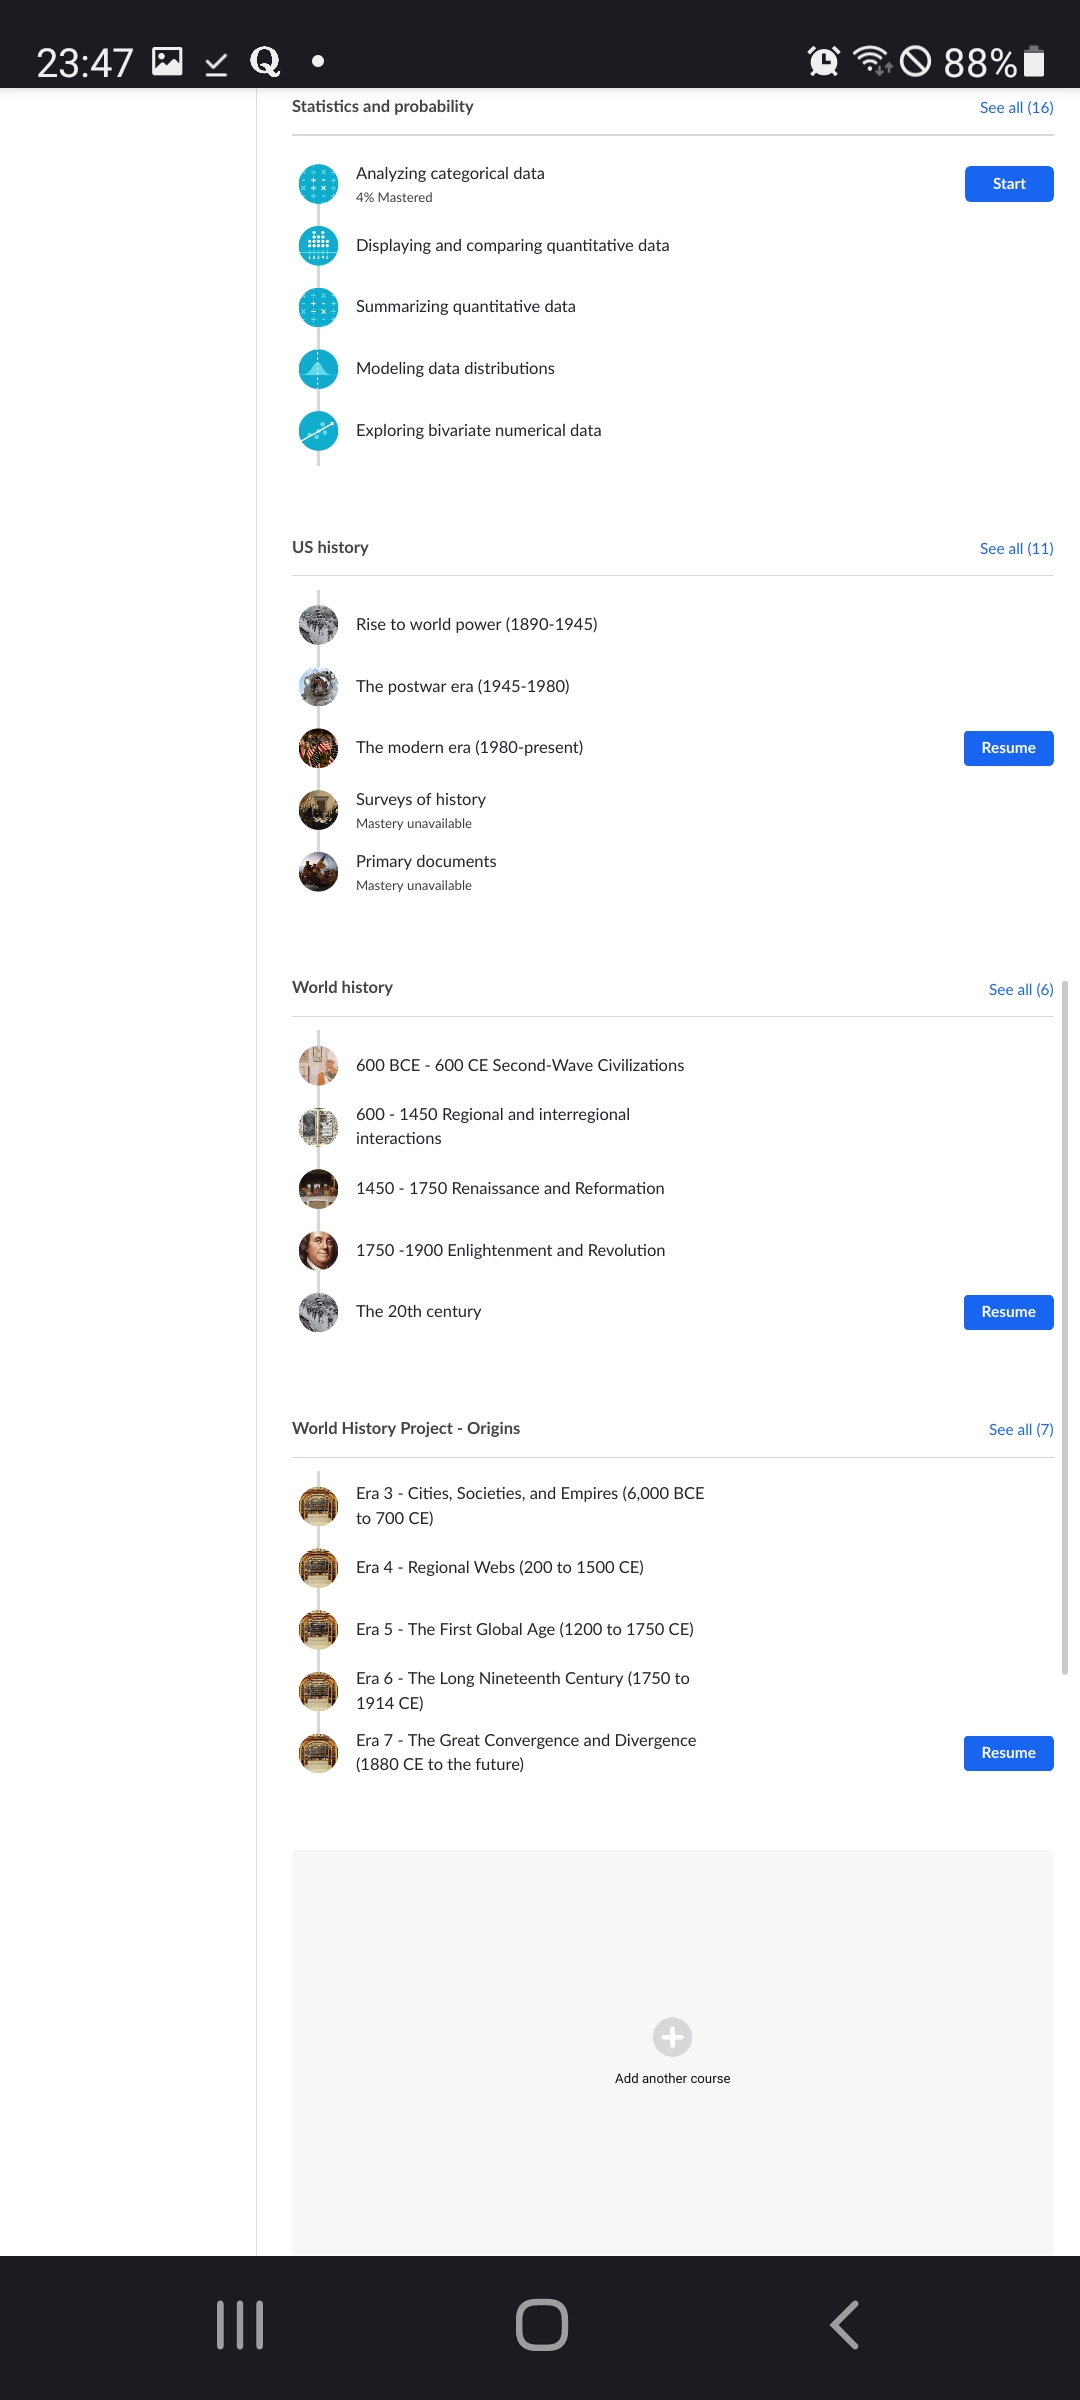 23:47
88%
Statistics and probability
See all (16)
Analyzing categorical data
4% Mastered
Start
Displaying and comparing quantitative data
Summarizing quantitative data
Modeling data distributions
Exploring bivariate numerical data
US history
See all (11)
Rise to world power (1890-1945)
The postwar era (1945-1980)
The modern era (1980-present)
Resume
Surveys of history
Mastery unavailable
Primary documents
Mastery unavailable
World history
See all (6)
600 BCE - 600 CE Second-Wave Civilizations
600 - 1450 Regional and interregional
interactions
1450 - 1750 Renaissance and Reformation
1750 -1900 Enlightenment and Revolution
The 20th century
Resume
World History Project - Origins
See all (7)
Era 3 - Cities, Societies, and Empires (6,000 BCE
to 700 CE)
Era 4 - Regional Webs (200 to 1500 CE)
Era 5 - The First Global Age (1200 to 1750 CE)
Era 6 - The Long Nineteenth Century (1750 to
1914 CE)
Era 7 - The Great Convergence and Divergence
(1880 CE to the future)
Resume
Add another course